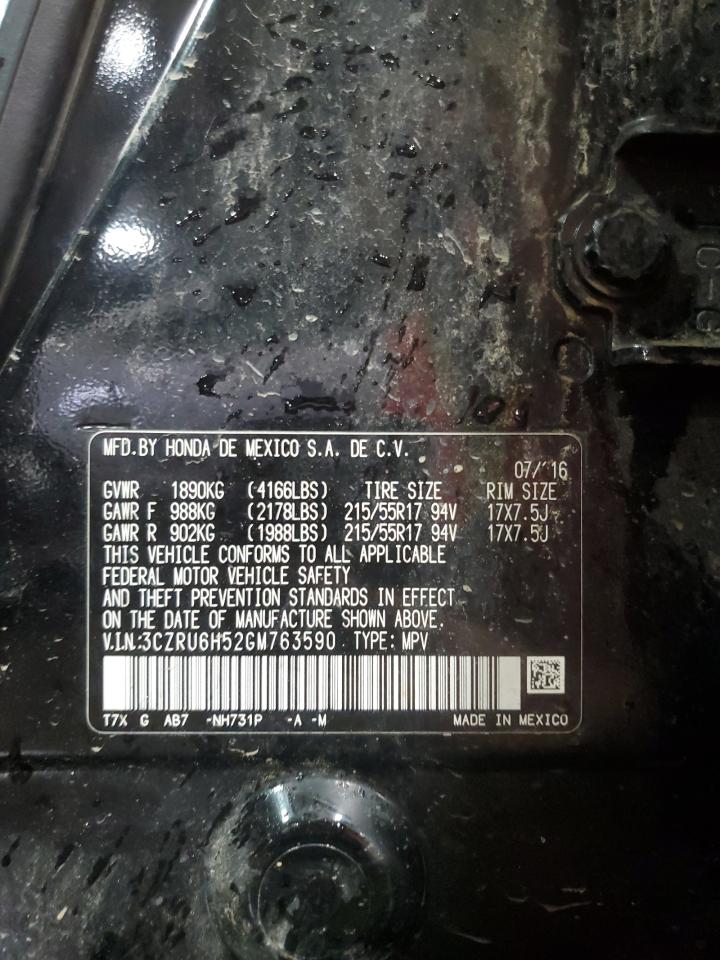 MFD. BY HONDA DE MEXICO S.A. DE C.V.
07/'16
GVWR 1890KG (4166LBS) TIRE SIZE RIM SIZE
GAWR F 988KG (2178LBS) 215/55R17 94V 17X7.5J
GAWR R 902KG (1988LBS) 215/55R17 94V 17X7.5J
THIS VEHICLE CONFORMS TO ALL APPLICABLE
FEDERAL MOTOR VEHICLE SAFETY
AND THEFT PREVENTION STANDARDS IN EFFECT
ON THE DATE OF MANUFACTURE SHOWN ABOVE.
V.I.N:3CZRU6H52GM763590 TYPE: MPV
T7X G AB7 -NH731P -A -M MADE IN MEXICO